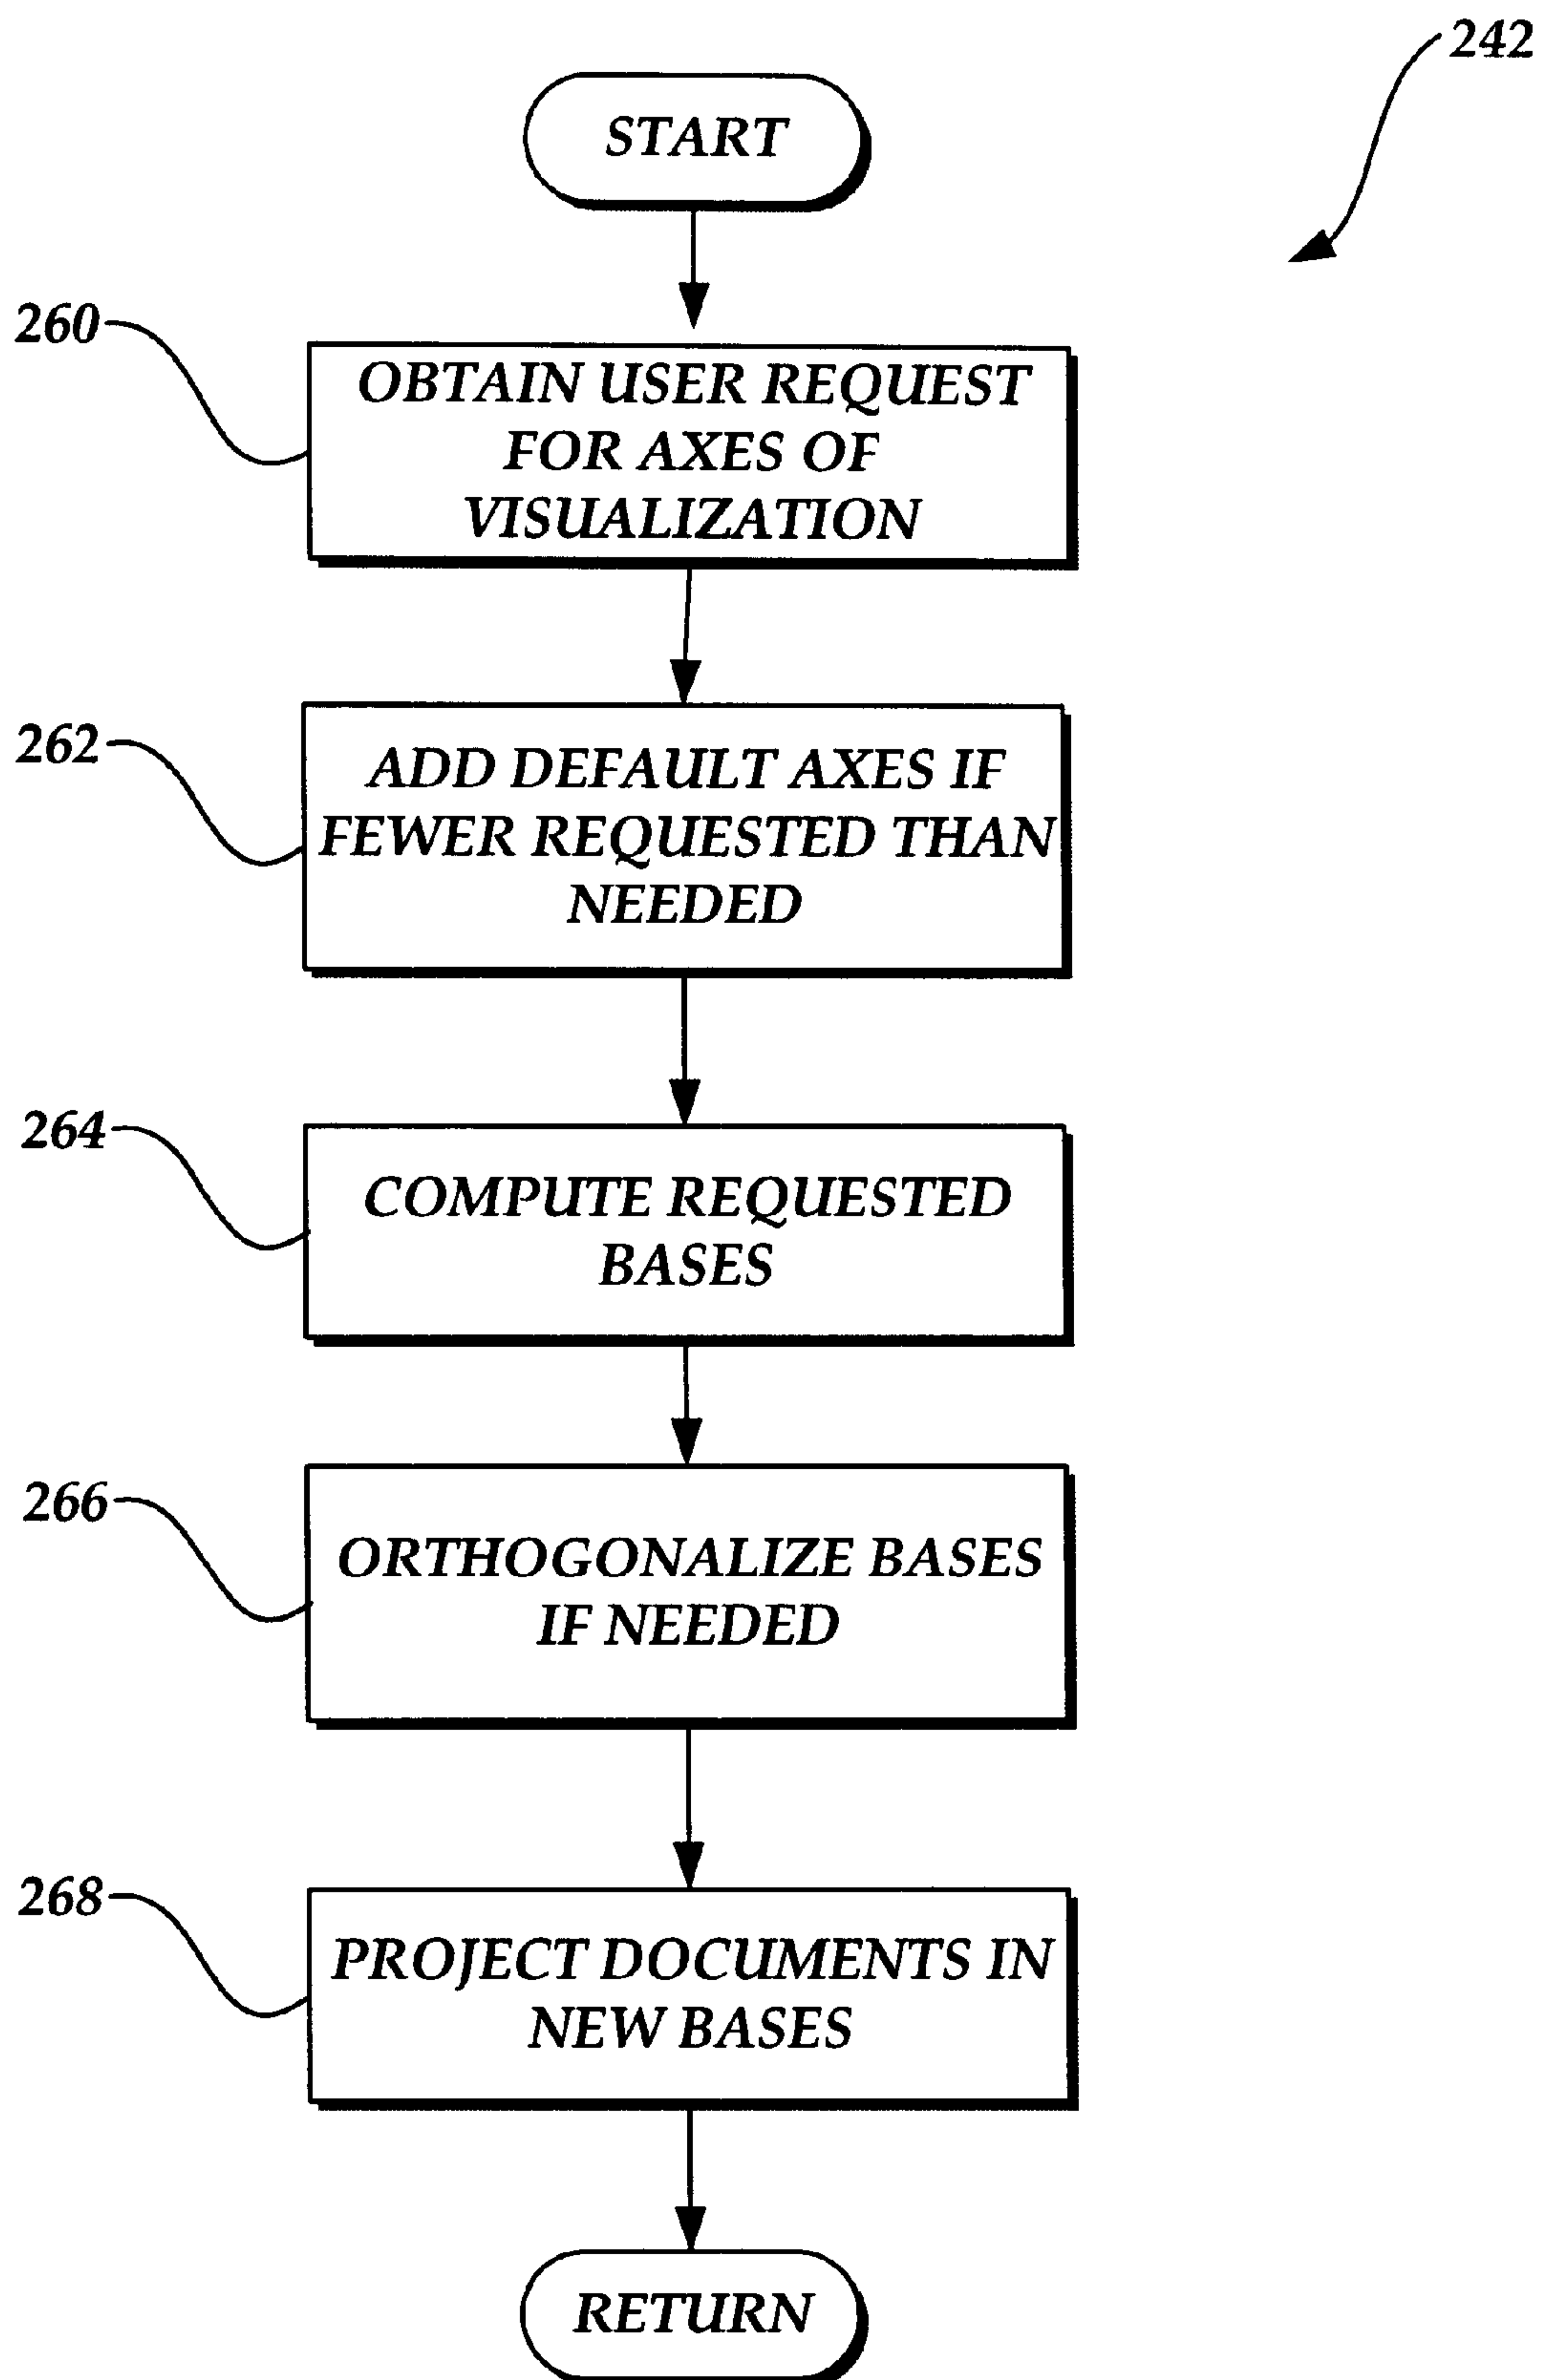 242
START
260
OBTAIN USER REQUEST
FOR AXES OF
VISUALIZATION
262
ADD DEFAULT AXES IF
FEWER REQUESTED THAN
NEEDED
264
COMPUTE REQUESTED
BASES
266
ORTHOGONALIZE BASES
IF NEEDED
268
PROJECT DOCUMENTS IN
NEW BASES
RETURN